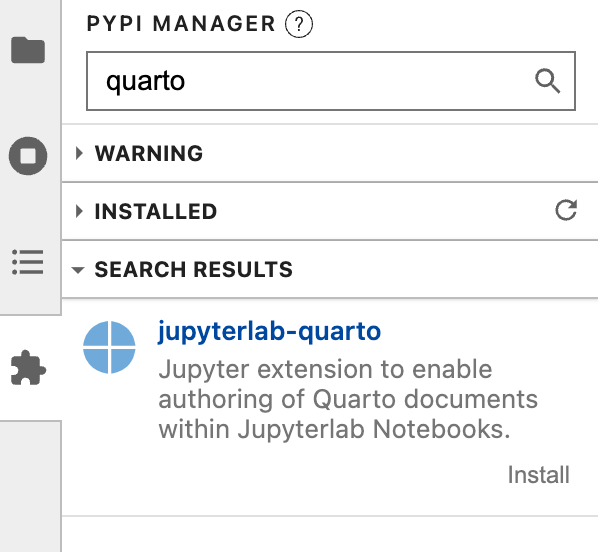 PYPI MANAGER ?
quarto
WARNING
INSTALLED
SEARCH RESULTS
jupyterlab-quarto
Jupyter extension to enable
authoring of Quarto documents
within Jupyterlab Notebooks.
Install